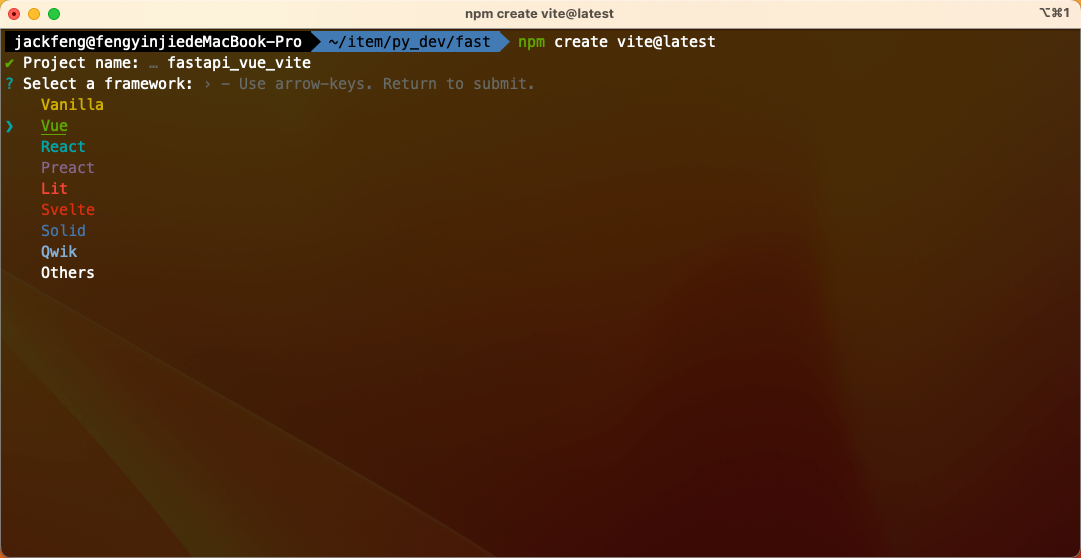 npm create vite@latest
⌥⌘1
jackfeng@fengyinjiedeMacBook-Pro ~/item/py_dev/fast npm create vite@latest
✔ Project name: … fastapi_vue_vite
? Select a framework: › - Use arrow-keys. Return to submit.
Vanilla
❯ Vue
React
Preact
Lit
Svelte
Solid
Qwik
Others